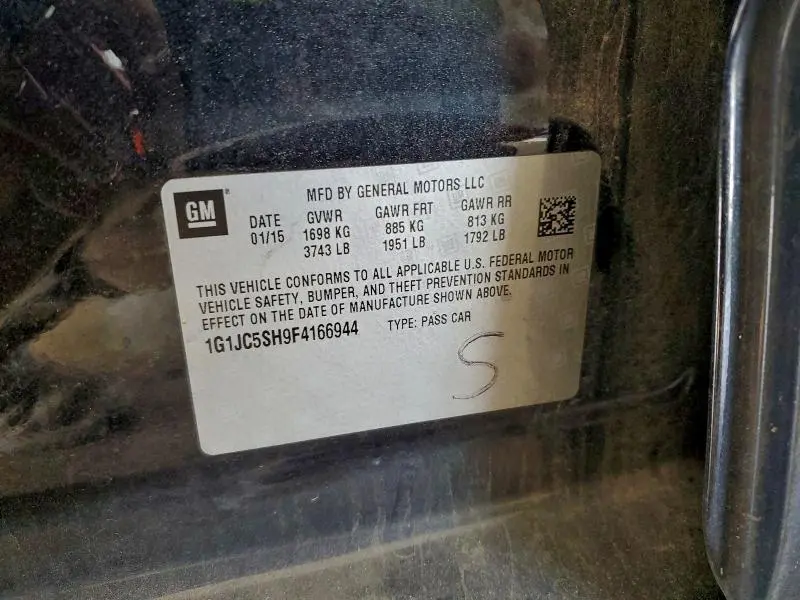 GM
MFD BY GENERAL MOTORS LLC
DATE GVWR GAWR FRT GAWR RR
01/15 1698 KG 885 KG 813 KG
3743 LB 1951 LB 1792 LB
THIS VEHICLE CONFORMS TO ALL APPLICABLE U.S. FEDERAL MOTOR
VEHICLE SAFETY, BUMPER, AND THEFT PREVENTION STANDARDS IN
EFFECT ON THE DATE OF MANUFACTURE SHOWN ABOVE.
1G1JC5SH9F4166944 TYPE: PASS CAR
S